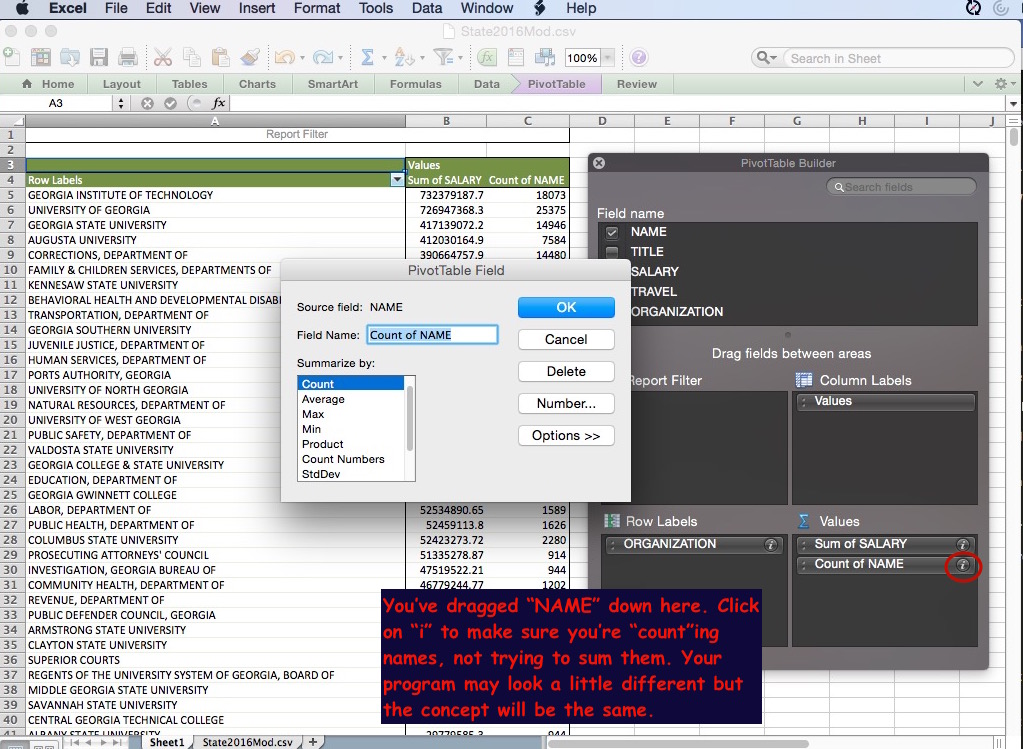 Excel File Edit View Insert Format Tools Data Window Help
State2016Mod.csv
100%
Search in Sheet
Home Layout Tables Charts SmartArt Formulas Data PivotTable Review
A3 fx
A B C D E F G H I J
1 Report Filter
2
3 Values
4 Row Labels Sum of SALARY Count of NAME
5 GEORGIA INSTITUTE OF TECHNOLOGY 732379187.7 18073
6 UNIVERSITY OF GEORGIA 726947368.3 25375
7 GEORGIA STATE UNIVERSITY 417139072.2 14946
8 AUGUSTA UNIVERSITY 412030164.9 7584
9 CORRECTIONS, DEPARTMENT OF 390664757.9 14480
10 FAMILY & CHILDREN SERVICES, DEPARTMENTS OF
11 KENNESAW STATE UNIVERSITY
12 BEHAVIORAL HEALTH AND DEVELOPMENTAL DISABI
13 TRANSPORTATION, DEPARTMENT OF
14 GEORGIA SOUTHERN UNIVERSITY
15 JUVENILE JUSTICE, DEPARTMENT OF
16 HUMAN SERVICES, DEPARTMENT OF
17 PORTS AUTHORITY, GEORGIA
18 UNIVERSITY OF NORTH GEORGIA
19 NATURAL RESOURCES, DEPARTMENT OF
20 UNIVERSITY OF WEST GEORGIA
21 PUBLIC SAFETY, DEPARTMENT OF
22 VALDOSTA STATE UNIVERSITY
23 GEORGIA COLLEGE & STATE UNIVERSITY
24 EDUCATION, DEPARTMENT OF
25 GEORGIA GWINNETT COLLEGE
26 LABOR, DEPARTMENT OF 52534890.65 1589
27 PUBLIC HEALTH, DEPARTMENT OF 52459113.8 1626
28 COLUMBUS STATE UNIVERSITY 52423273.72 2280
29 PROSECUTING ATTORNEYS' COUNCIL 51335278.87 914
30 INVESTIGATION, GEORGIA BUREAU OF 47519522.21 944
31 COMMUNITY HEALTH, DEPARTMENT OF 46779244.77 1202
32 REVENUE, DEPARTMENT OF
33 PUBLIC DEFENDER COUNCIL, GEORGIA
34 ARMSTRONG STATE UNIVERSITY
35 CLAYTON STATE UNIVERSITY
36 SUPERIOR COURTS
37 REGENTS OF THE UNIVERSITY SYSTEM OF GEORGIA, BOARD OF
38 MIDDLE GEORGIA STATE UNIVERSITY
39 SAVANNAH STATE UNIVERSITY
40 CENTRAL GEORGIA TECHNICAL COLLEGE
41 ALBANY STATE UNIVERSITY 29779585.3 944
Sheet1 State2016Mod.csv +
PivotTable Field
Source field: NAME
Field Name: Count of NAME
Summarize by:
Count
Average
Max
Min
Product
Count Numbers
StdDev
OK
Cancel
Delete
Number...
Options >>
PivotTable Builder
Search fields
Field name
NAME
TITLE
SALARY
TRAVEL
ORGANIZATION
Drag fields between areas
Report Filter
Column Labels
Values
Row Labels
ORGANIZATION i
Values
Sum of SALARY i
Count of NAME i
You've dragged “NAME” down here. Click
on “i” to make sure you're “count”ing
names, not trying to sum them. Your
program may look a little different but
the concept will be the same.